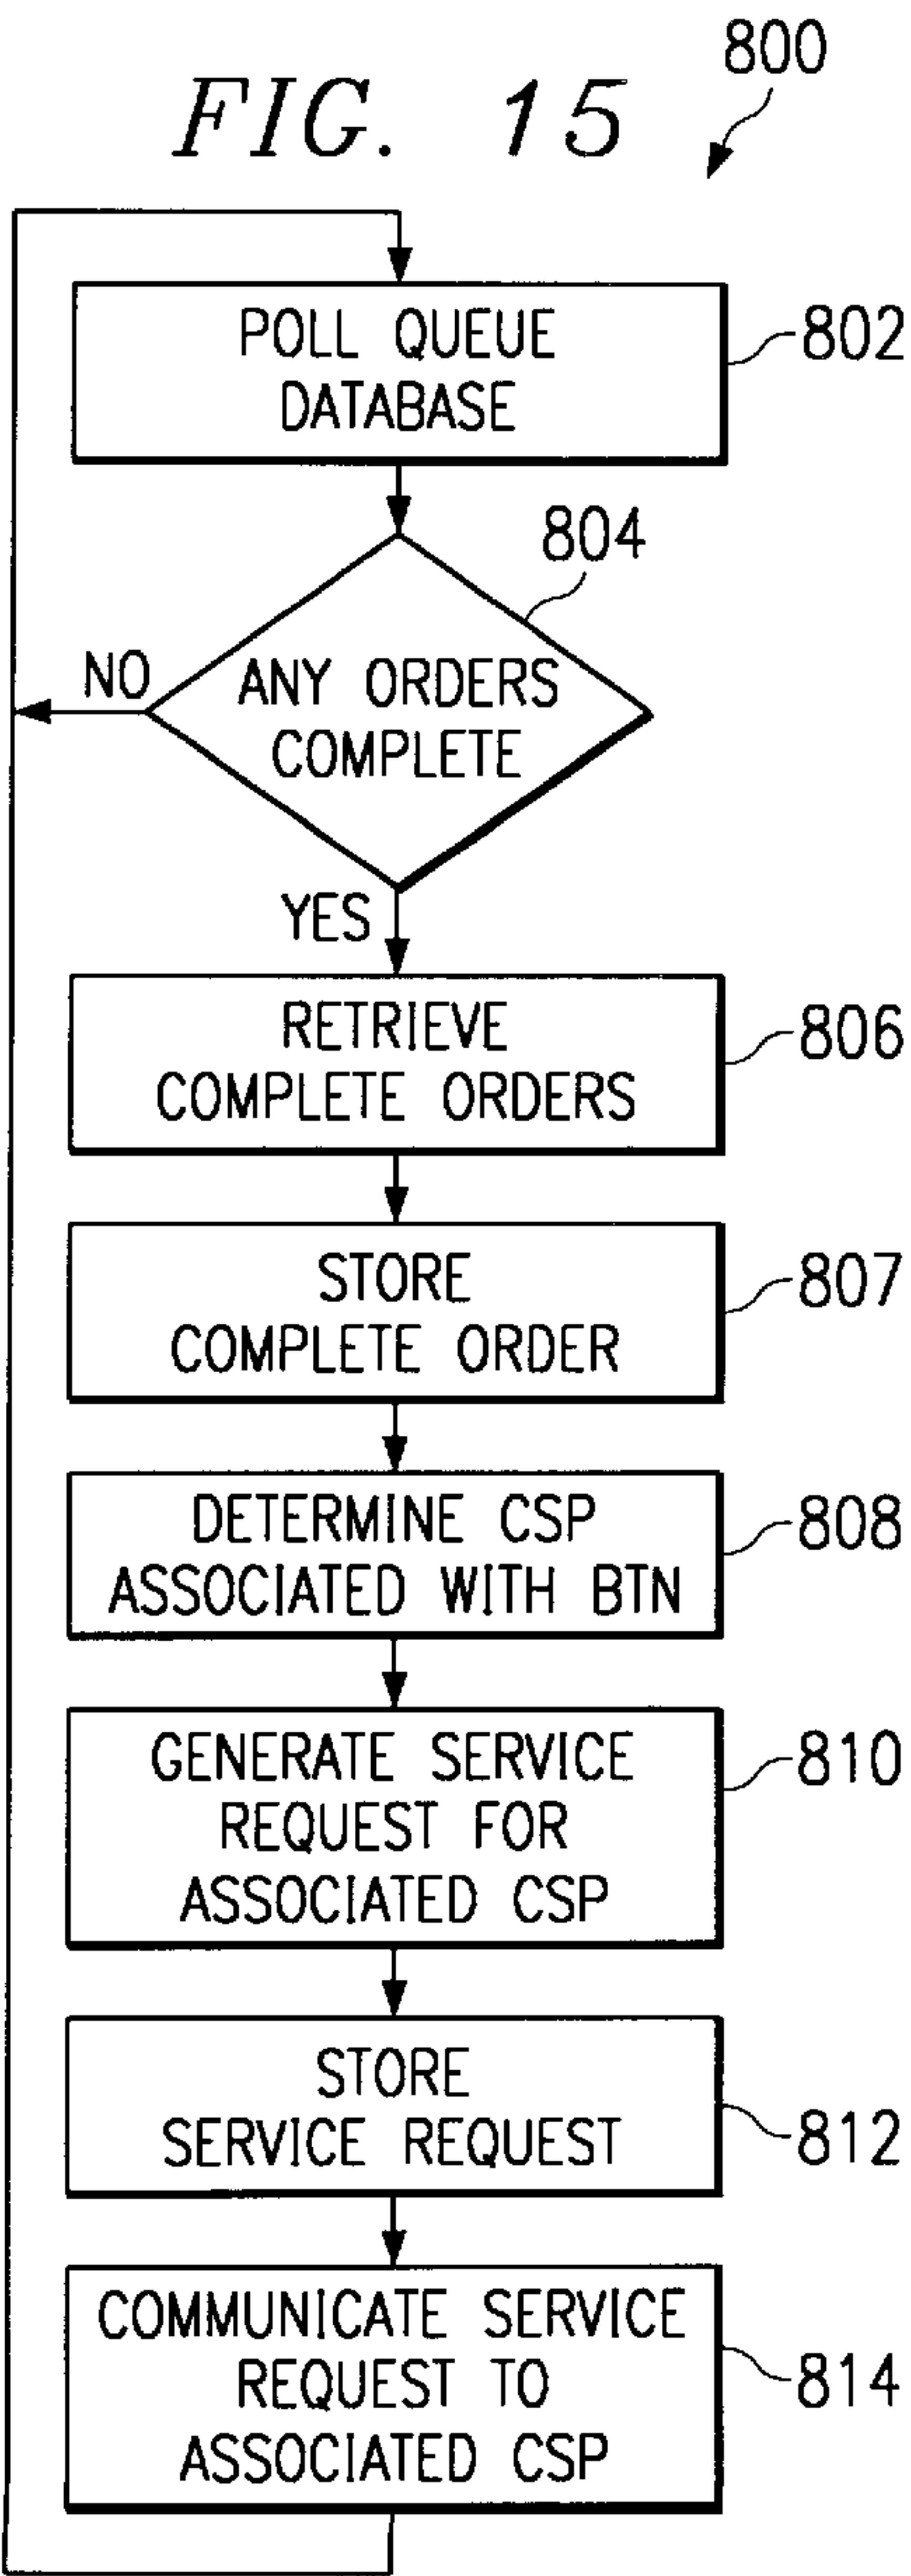 800
FIG. 15
POLL QUEUE
DATABASE
802
804
NO
ANY ORDERS
COMPLETE
YES
RETRIEVE
COMPLETE ORDERS
806
STORE
COMPLETE ORDER
807
DETERMINE CSP
ASSOCIATED WITH BTN
808
GENERATE SERVICE
REQUEST FOR
ASSOCIATED CSP
810
STORE
SERVICE REQUEST
812
COMMUNICATE SERVICE
REQUEST TO
ASSOCIATED CSP
814